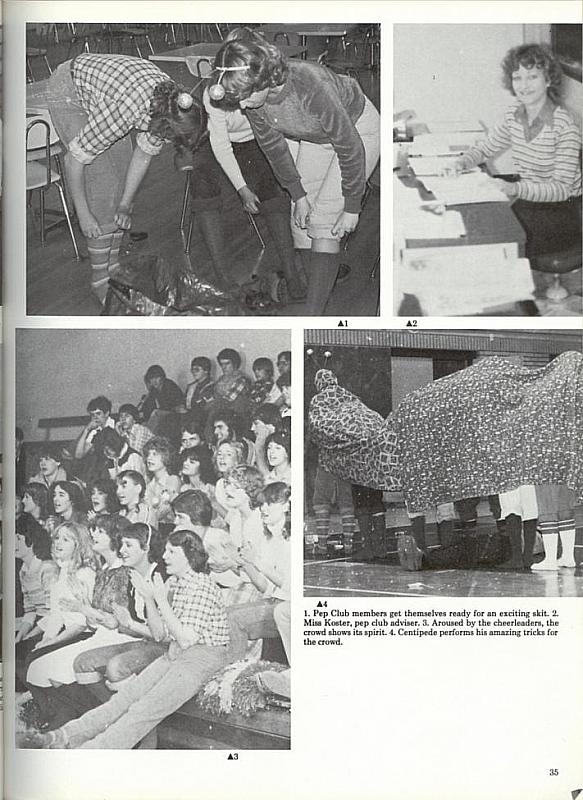 ▲1
▲2
▲3
▲4
1. Pep Club members get themselves ready for an exciting skit. 2.
Miss Koster, pep club adviser. 3. Aroused by the cheerleaders, the
crowd shows its spirit. 4. Centipede performs his amazing tricks for
the crowd.
35